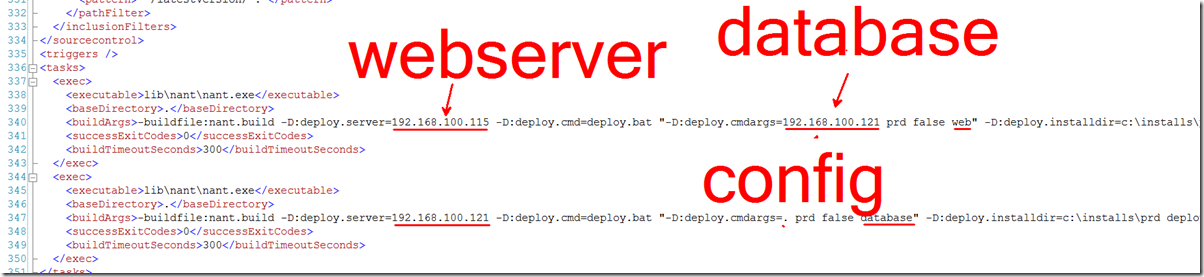 331 <pattern>*/latestversion/*.*</pattern>
332 </pathFilter>
333 </inclusionFilters>
334 </sourcecontrol>
335 <triggers />
336 <tasks>
337 <exec>
338 <executable>lib\nant\nant.exe</executable>
339 <baseDirectory>.</baseDirectory>
340 <buildArgs>-buildfile:nant.build -D:deploy.server=192.168.100.115 -D:deploy.cmd=deploy.bat "-D:deploy.cmdargs=192.168.100.121 prd false web" -D:deploy.installdir=c:\installs\
341 <successExitCodes>0</successExitCodes>
342 <buildTimeoutSeconds>300</buildTimeoutSeconds>
343 </exec>
344 <exec>
345 <executable>lib\nant\nant.exe</executable>
346 <baseDirectory>.</baseDirectory>
347 <buildArgs>-buildfile:nant.build -D:deploy.server=192.168.100.121 -D:deploy.cmd=deploy.bat "-D:deploy.cmdargs=. prd false database" -D:deploy.installdir=c:\installs\prd deplo
348 <successExitCodes>0</successExitCodes>
349 <buildTimeoutSeconds>300</buildTimeoutSeconds>
350 </exec>
351 </tasks>
webserver
database
config